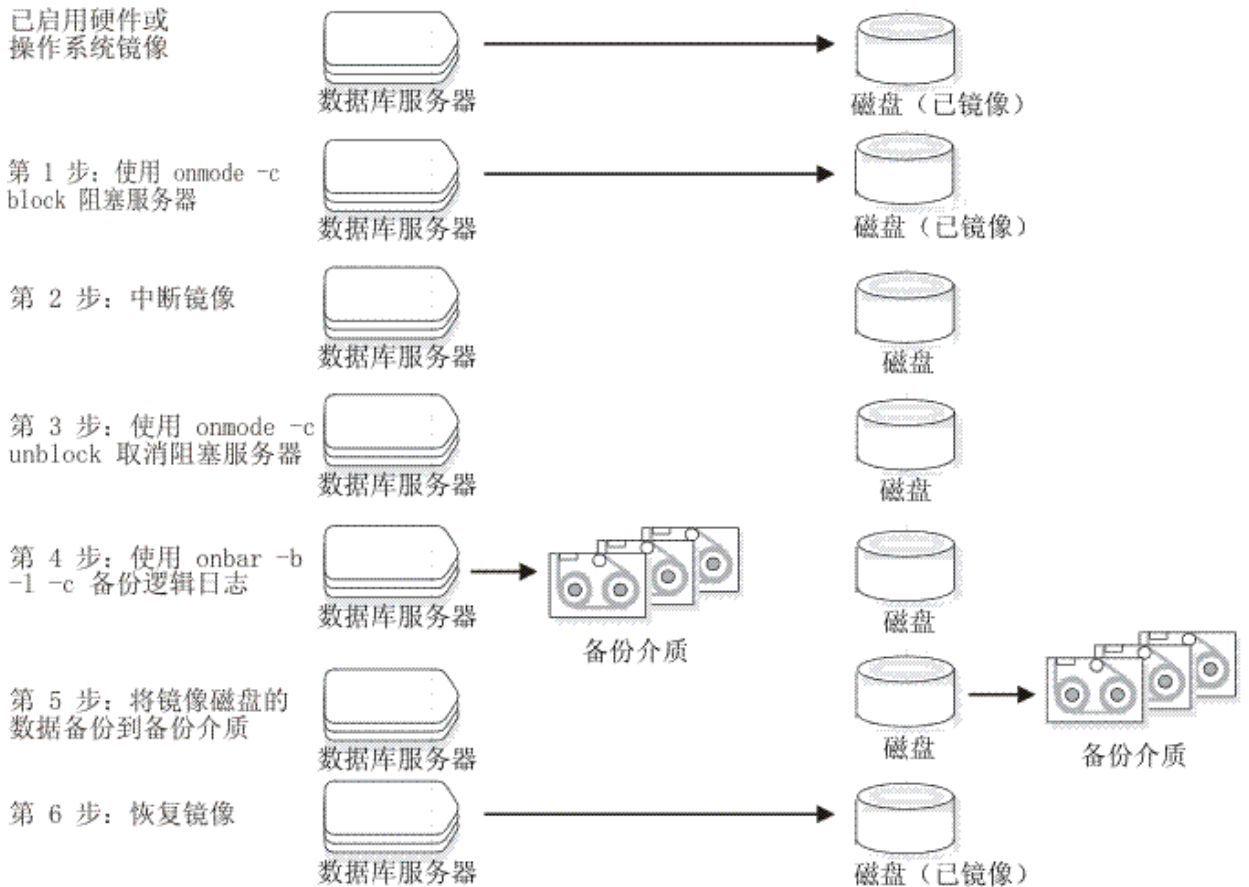 已启用硬件或
操作系统镜像
数据库服务器
磁盘（已镜像）
第 1 步：使用 onmode -c
block 阻塞服务器
数据库服务器
磁盘（已镜像）
第 2 步：中断镜像
数据库服务器
磁盘
第 3 步：使用 onmode -c
unblock 取消阻塞服务器
数据库服务器
磁盘
第 4 步：使用 onbar -b
-l -c 备份逻辑日志
数据库服务器
备份介质
磁盘
第 5 步：将镜像磁盘的
数据备份到备份介质
数据库服务器
磁盘
备份介质
第 6 步：恢复镜像
数据库服务器
磁盘（已镜像）